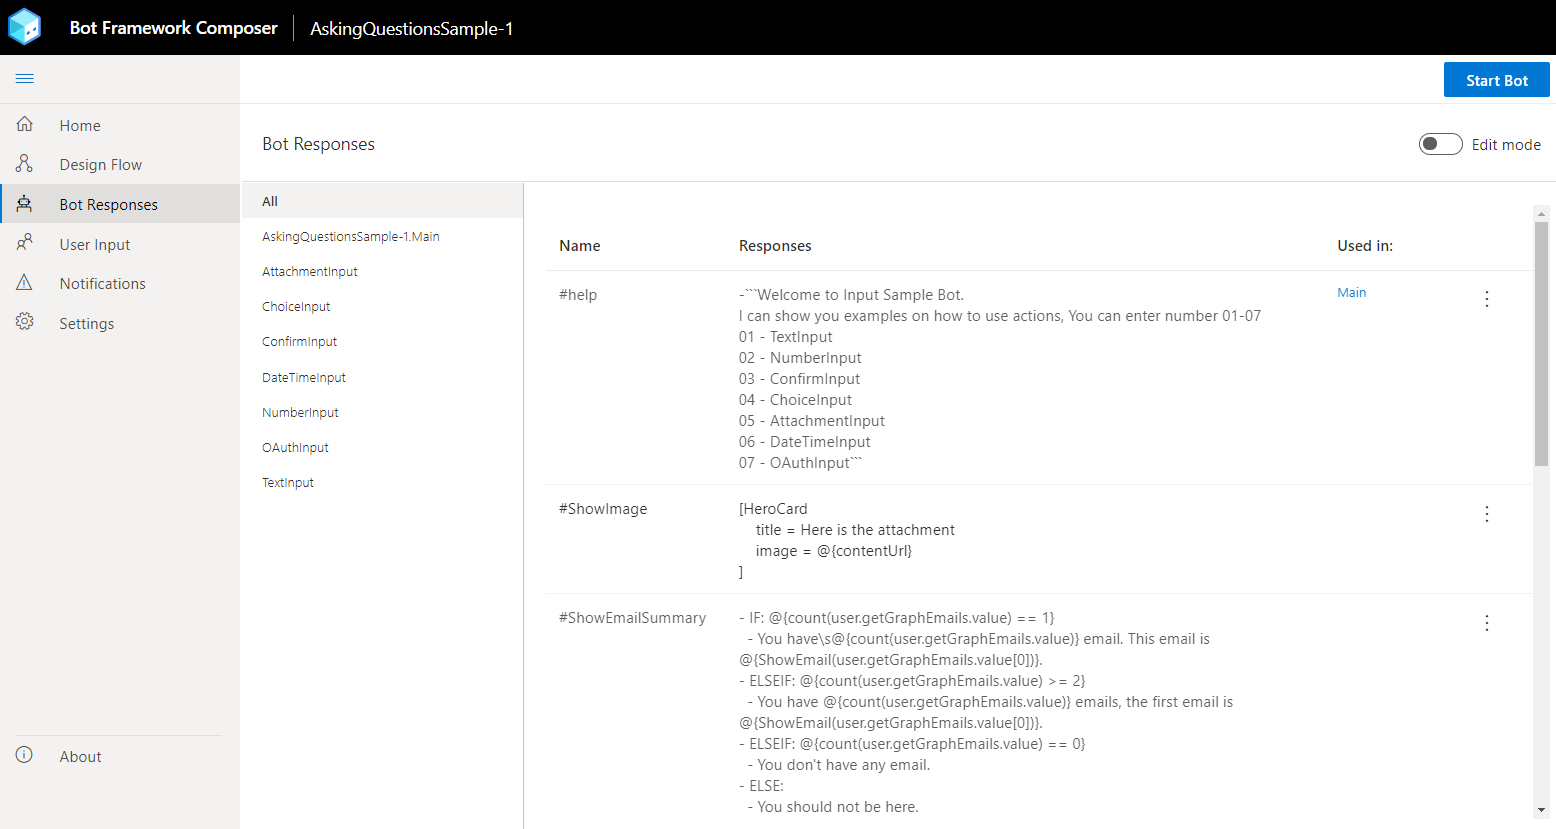 Bot Framework Composer
AskingQuestionsSample-1
Start Bot
Home
Design Flow
Bot Responses
User Input
Notifications
Settings
About
Bot Responses
Edit mode
All
AskingQuestionsSample-1.Main
AttachmentInput
ChoiceInput
ConfirmInput
DateTimeInput
NumberInput
OAuthInput
TextInput
Name
Responses
Used in:
#help
-```Welcome to Input Sample Bot.
I can show you examples on how to use actions, You can enter number 01-07
01 - TextInput
02 - NumberInput
03 - ConfirmInput
04 - ChoiceInput
05 - AttachmentInput
06 - DateTimeInput
07 - OAuthInput```
Main
#ShowImage
[HeroCard
title = Here is the attachment
image = @{contentUrl}
]
#ShowEmailSummary
- IF: @{count(user.getGraphEmails.value) == 1}
- You have\s@{count(user.getGraphEmails.value)} email. This email is
@{ShowEmail(user.getGraphEmails.value[0])}.
- ELSEIF: @{count(user.getGraphEmails.value) >= 2}
- You have @{count(user.getGraphEmails.value)} emails, the first email is
@{ShowEmail(user.getGraphEmails.value[0])}.
- ELSEIF: @{count(user.getGraphEmails.value) == 0}
- You don't have any email.
- ELSE:
- You should not be here.